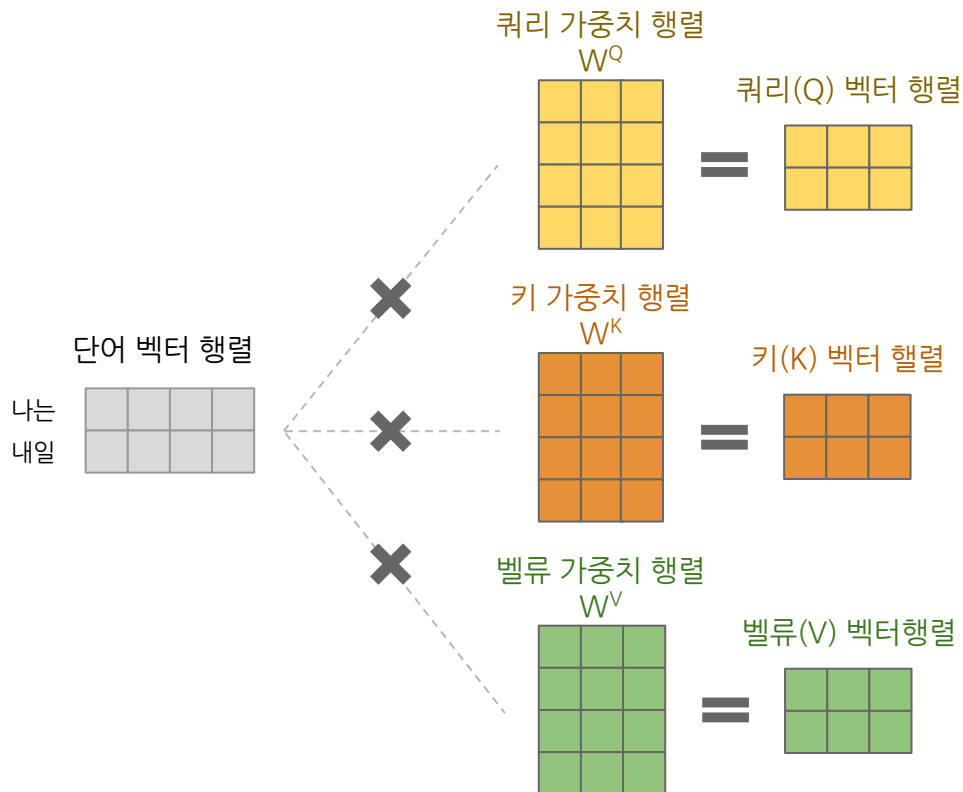 쿼리 가중치 행렬
W^Q
쿼리(Q) 벡터 행렬
키 가중치 행렬
W^K
키(K) 벡터 핼렬
단어 벡터 행렬
나는
내일
벨류 가중치 행렬
W^V
벨류(V) 벡터행렬